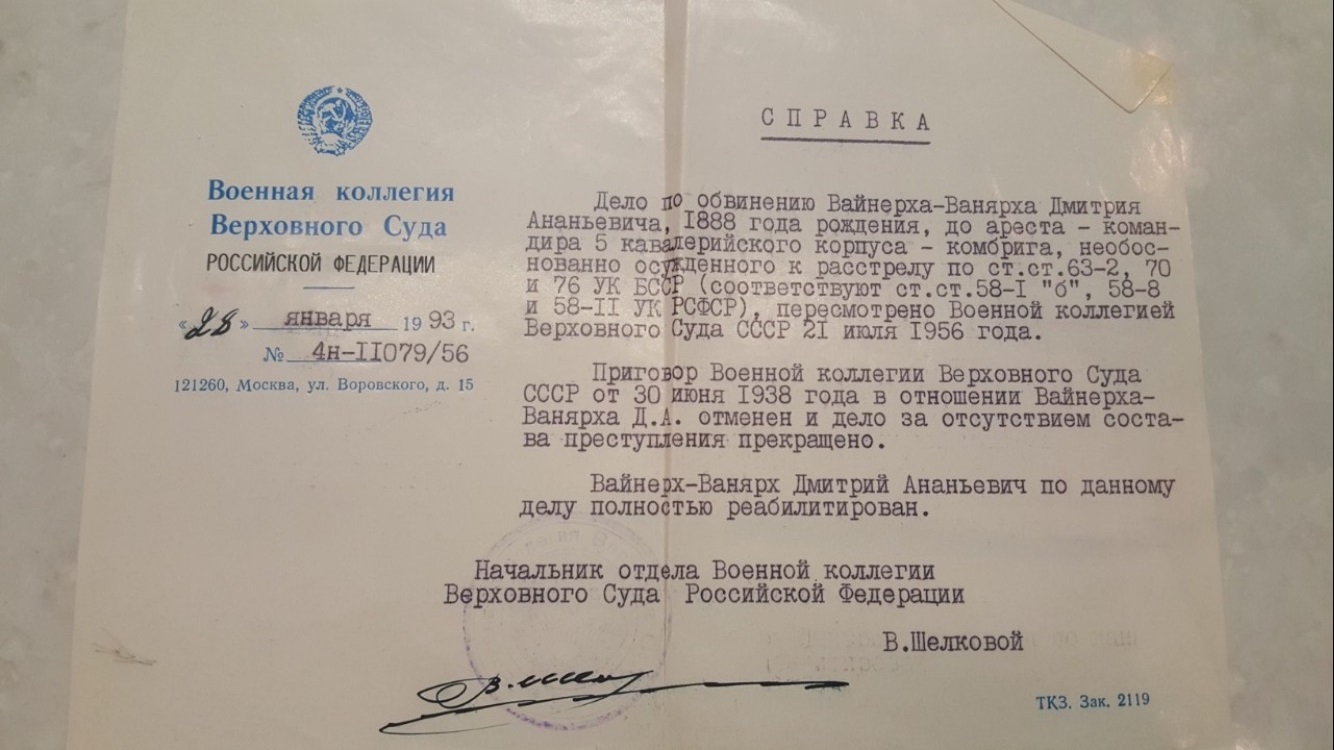 Военная коллегия
Верховного Суда
РОССИЙСКОЙ ФЕДЕРАЦИИ
«28» января 1993 г.
№ 4н-II079/56
121260, Москва, ул. Воровского, д. 15
СПРАВКА
Дело по обвинению Вайнерха-Ванярха Дмитрия
Ананьевича, I888 года рождения, до ареста - коман-
дира 5 кавалерийского корпуса - комбрига, необос-
нованно осужденного к расстрелу по ст.ст.63-2, 70
и 76 УК БССР (соответствуют ст.ст.58-I "б", 58-8
и 58-II УК РСФСР), пересмотрено Военной коллегией
Верховного Суда СССР 2I июля I956 года.
Приговор Военной коллегии Верховного Суда
СССР от 30 июня I938 года в отношении Вайнерха-
Ванярха Д.А. отменен и дело за отсутствием соста-
ва преступления прекращено.
Вайнерх-Ванярх Дмитрий Ананьевич по данному
делу полностью реабилитирован.
Начальник отдела Военной коллегии
Верховного Суда Российской Федерации
В.Шелковой
ТКЗ. Зак. 2119